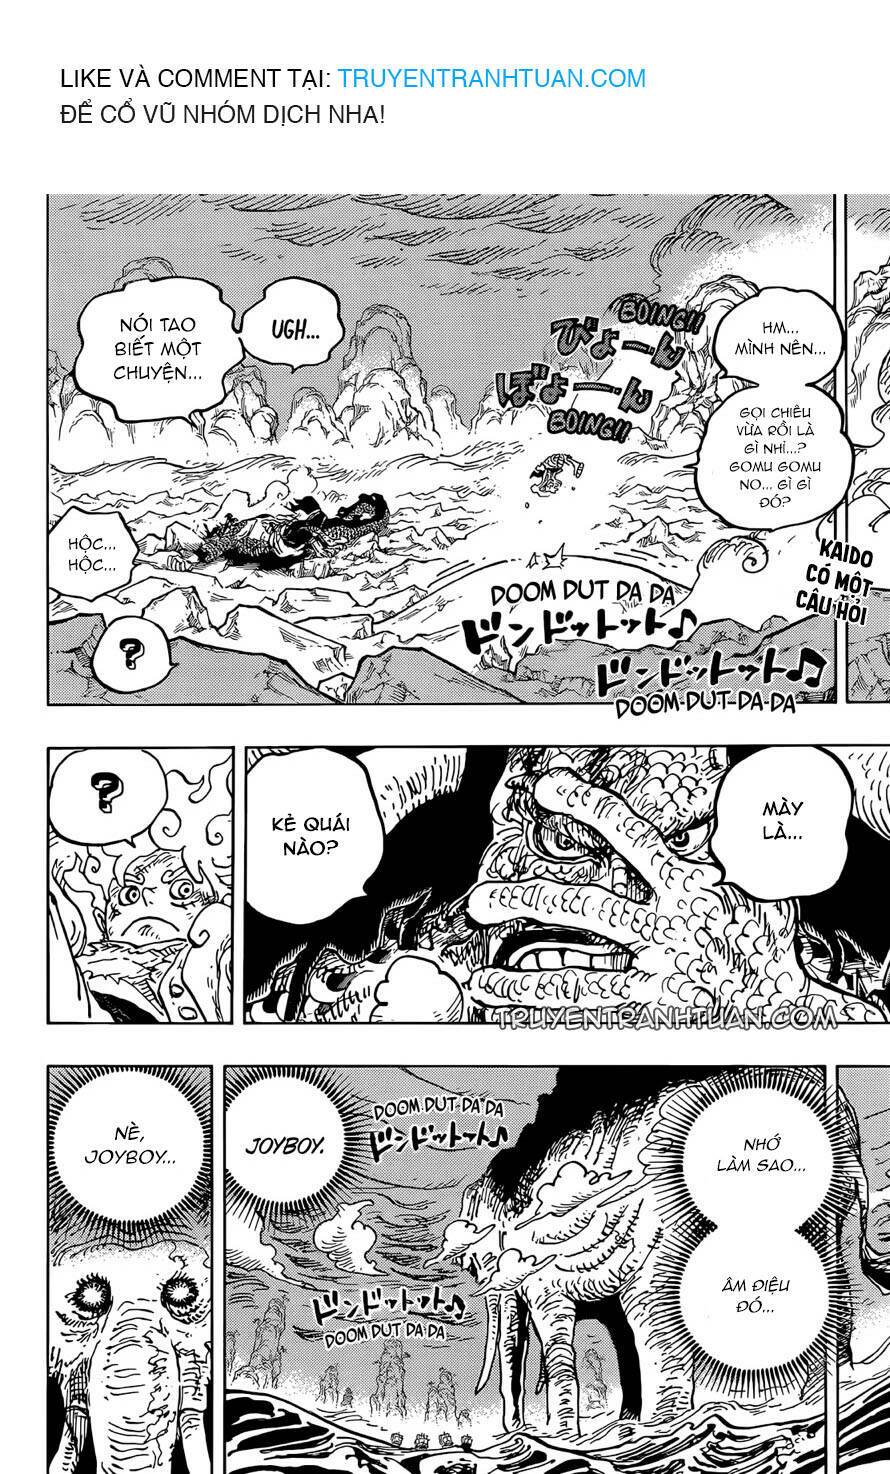 LIKE VÀ COMMENT TẠI: TRUYENTRANHTUAN.COM
ĐỂ CỔ VŨ NHÓM DỊCH NHA!
HM...
MÌNH NÊN...
GỌI CHIÊU
VỪA RỒI LÀ
GÌ NHỈ...?
GOMU GOMU
NO... GÌ GÌ
ĐÓ?
BOING!!
びょーん
ぼよーん
BOING!!
UGH...
NÓI TAO
BIẾT MỘT
CHUYỆN...
HỘC...
HỘC...
?
KAIDO
CÓ MỘT
CÂU HỎI
DOOM DUT DA DA
ドンドットット♪
ドンドットット♫
DOOM DUT DA DA
MÀY
LÀ...
KẺ QUÁI
NÀO?
?
TRUYENTRANHTUAN.COM
NHỚ
LÀM SAO...
ÂM ĐIỆU
ĐÓ...
DOOM DUT DA DA
ドンドットット♪
JOYBOY.
ドンドットット♫
DOOM DUT DA DA
NÈ,
JOYBOY...